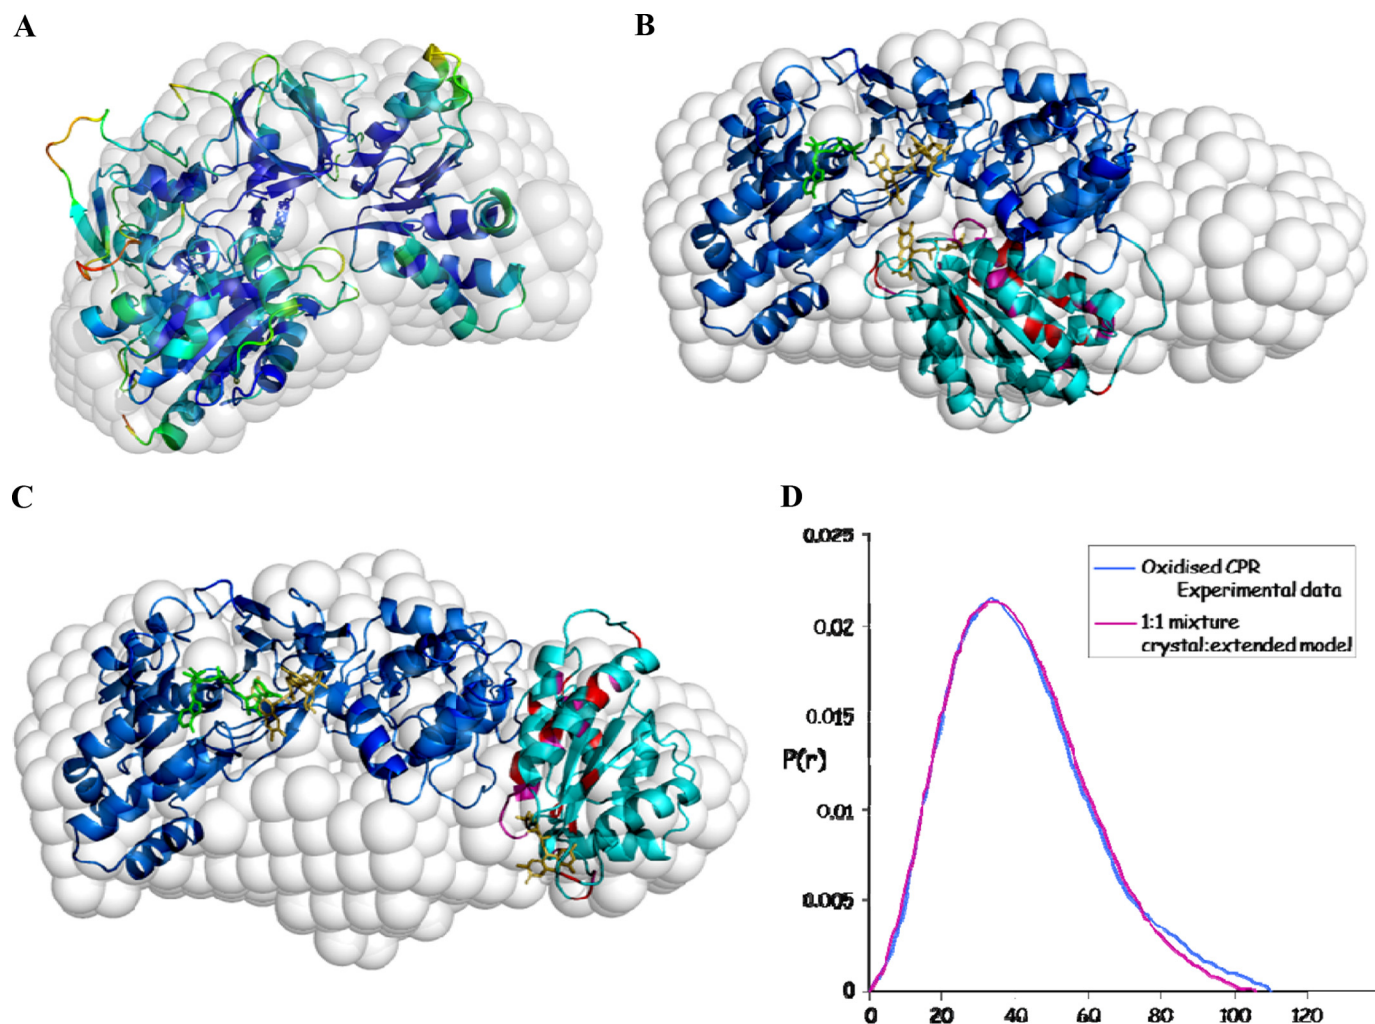 A
B
C
D
0.025
0.02
0.015
P(r)
0.01
0.005
0
0 20 40 60 80 100 120
Oxidised CPR
Experimental data
1:1 mixture
crystal:extended model